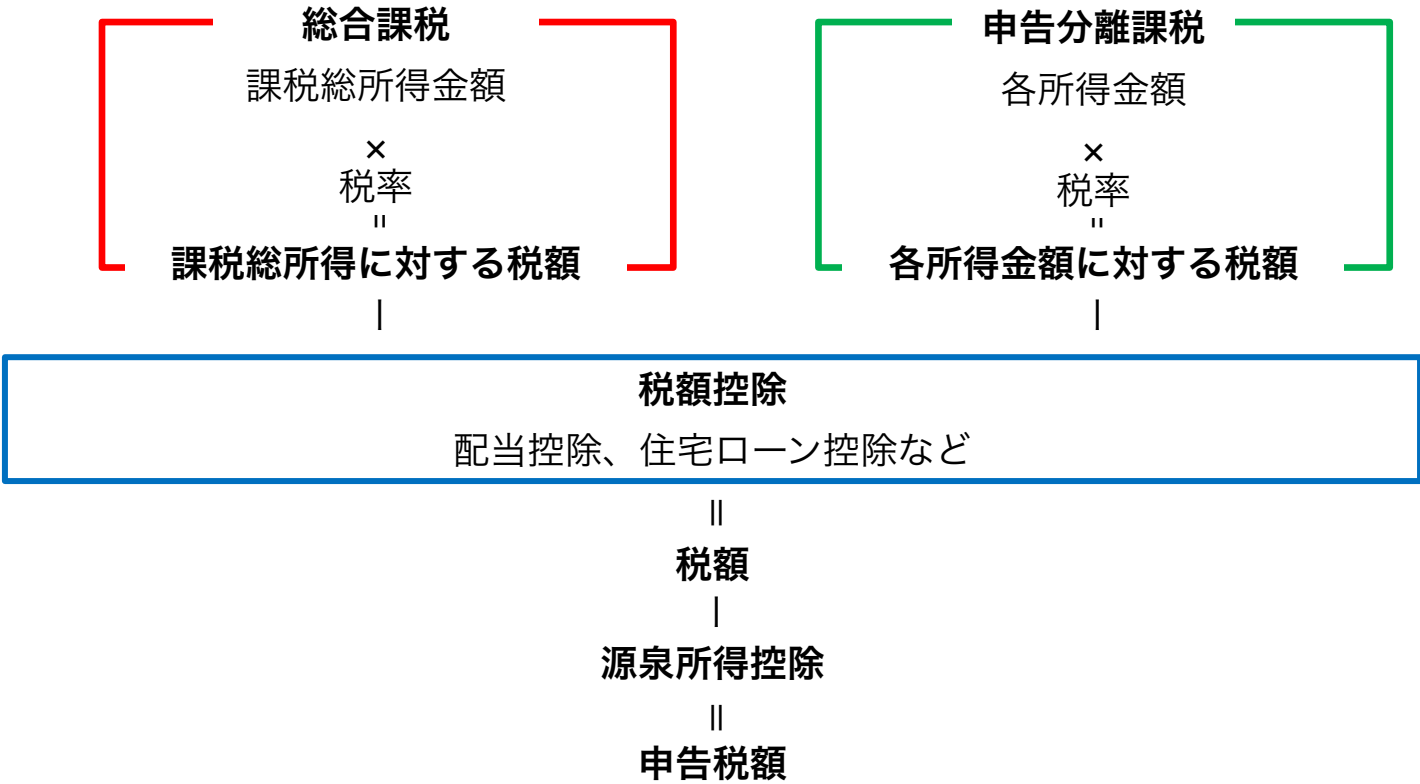 総合課税
課税総所得金額
×
税率
=
課税総所得に対する税額
ー
申告分離課税
各所得金額
×
税率
=
各所得金額に対する税額
ー
税額控除
配当控除、住宅ローン控除など
=
税額
ー
源泉所得控除
=
申告税額